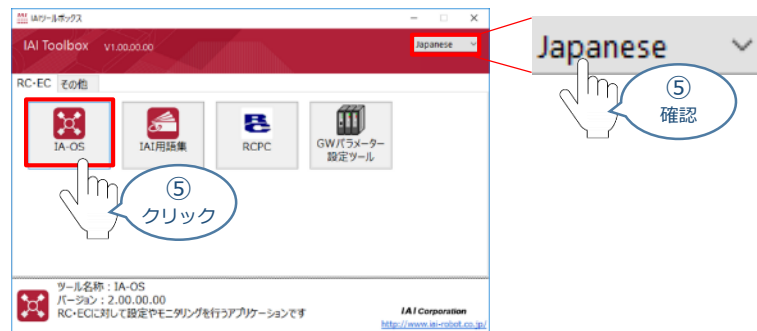 IAIツールボックス
IAI Toolbox V1.00.00.00
Japanese
RC・EC その他
IA-OS
IAI用語集
RCPC
GWパラメーター
設定ツール
⑤
クリック
ツール名称：IA-OS
バージョン：2.00.00.00
RC・ECに対して設定やモニタリングを行うアプリケーションです
IAI Corporation
http://www.iai-robot.co.jp/
Japanese
⑤
確認